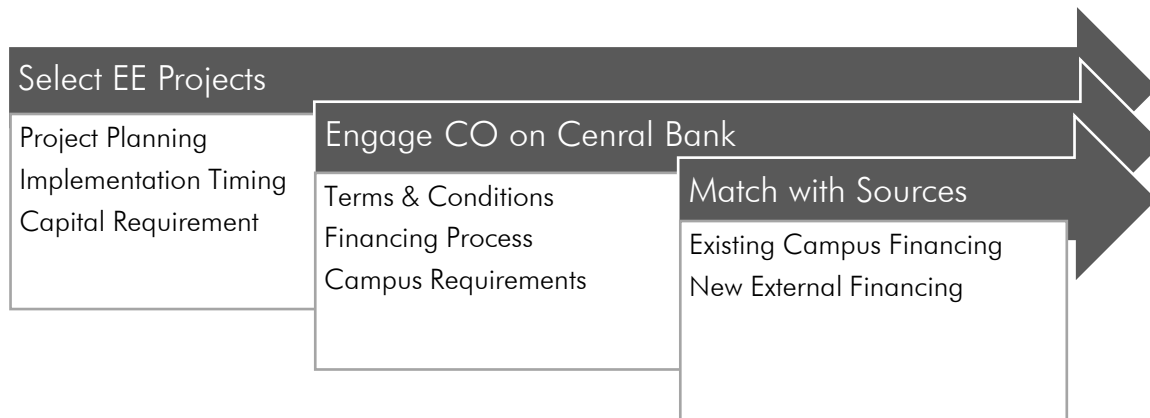 Select EE Projects
Project Planning
Implementation Timing
Capital Requirement
Engage CO on Cenral Bank
Terms & Conditions
Financing Process
Campus Requirements
Match with Sources
Existing Campus Financing
New External Financing